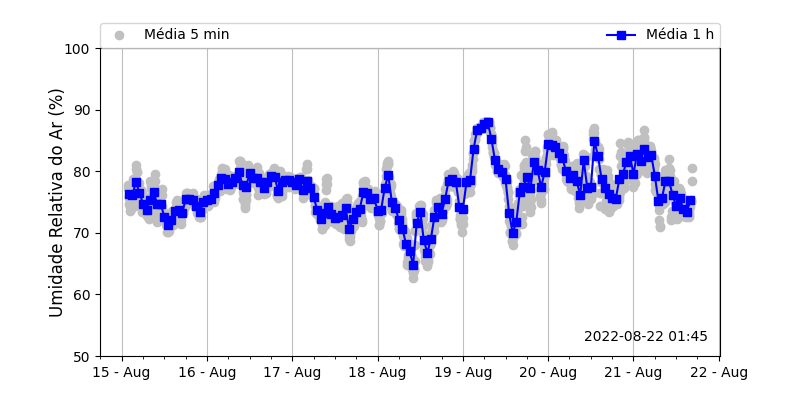 Média 5 min
Média 1 h
Umidade Relativa do Ar (%)
100
90
80
70
60
50
2022-08-22 01:45
15 - Aug
16 - Aug
17 - Aug
18 - Aug
19 - Aug
20 - Aug
21 - Aug
22 - Aug